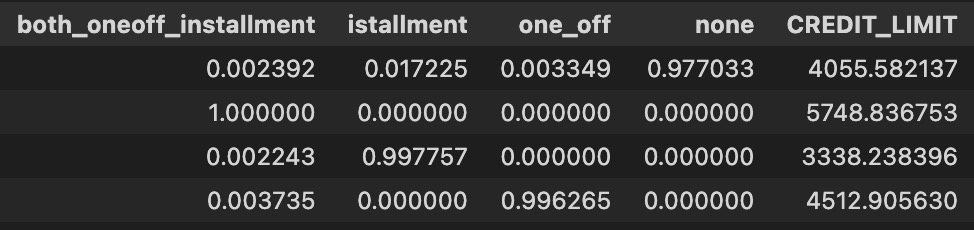 both_oneoff_installment istallment one_off none CREDIT_LIMIT
0.002392 0.017225 0.003349 0.977033 4055.582137
1.000000 0.000000 0.000000 0.000000 5748.836753
0.002243 0.997757 0.000000 0.000000 3338.238396
0.003735 0.000000 0.996265 0.000000 4512.905630